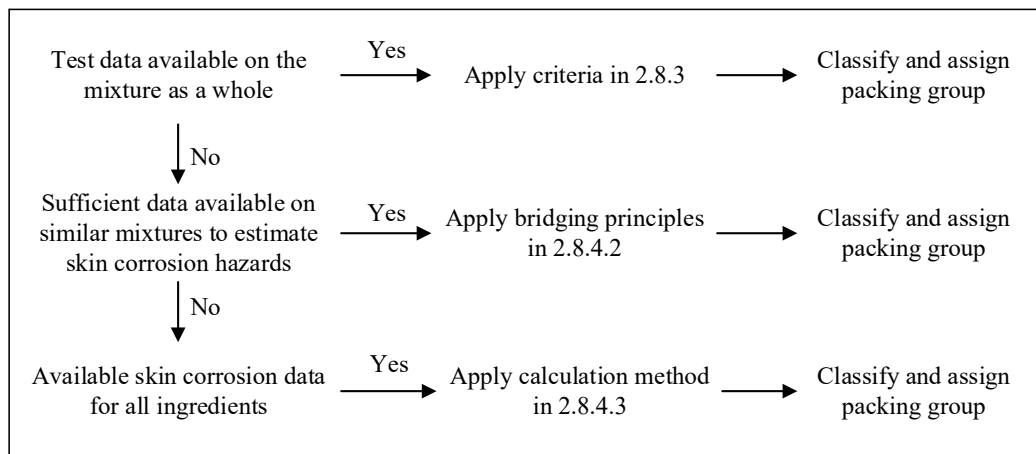 Test data available on the
mixture as a whole
Yes
Apply criteria in 2.8.3
Classify and assign
packing group
No
Sufficient data available on
similar mixtures to estimate
skin corrosion hazards
Yes
Apply bridging principles
in 2.8.4.2
Classify and assign
packing group
No
Available skin corrosion data
for all ingredients
Yes
Apply calculation method
in 2.8.4.3
Classify and assign
packing group